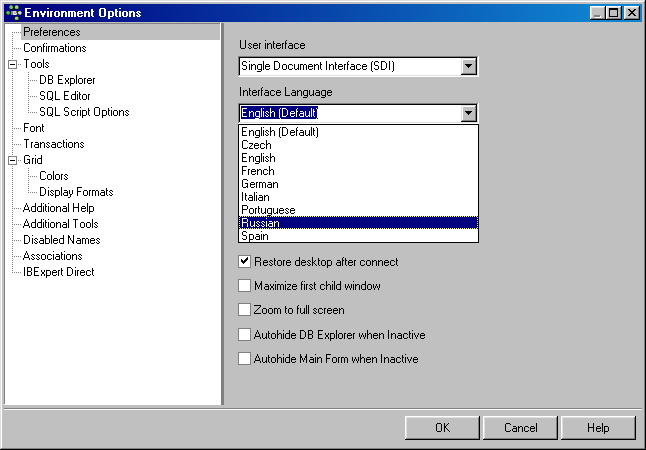 Environment Options
Preferences
Confirmations
Tools
DB Explorer
SQL Editor
SQL Script Options
Font
Transactions
Grid
Colors
Display Formats
Additional Help
Additional Tools
Disabled Names
Associations
IBExpert Direct
User interface
Single Document Interface (SDI)
Interface Language
English (Default)
English (Default)
Czech
English
French
German
Italian
Portuguese
Russian
Spain
Restore desktop after connect
Maximize first child window
Zoom to full screen
Autohide DB Explorer when Inactive
Autohide Main Form when Inactive
OK Cancel Help